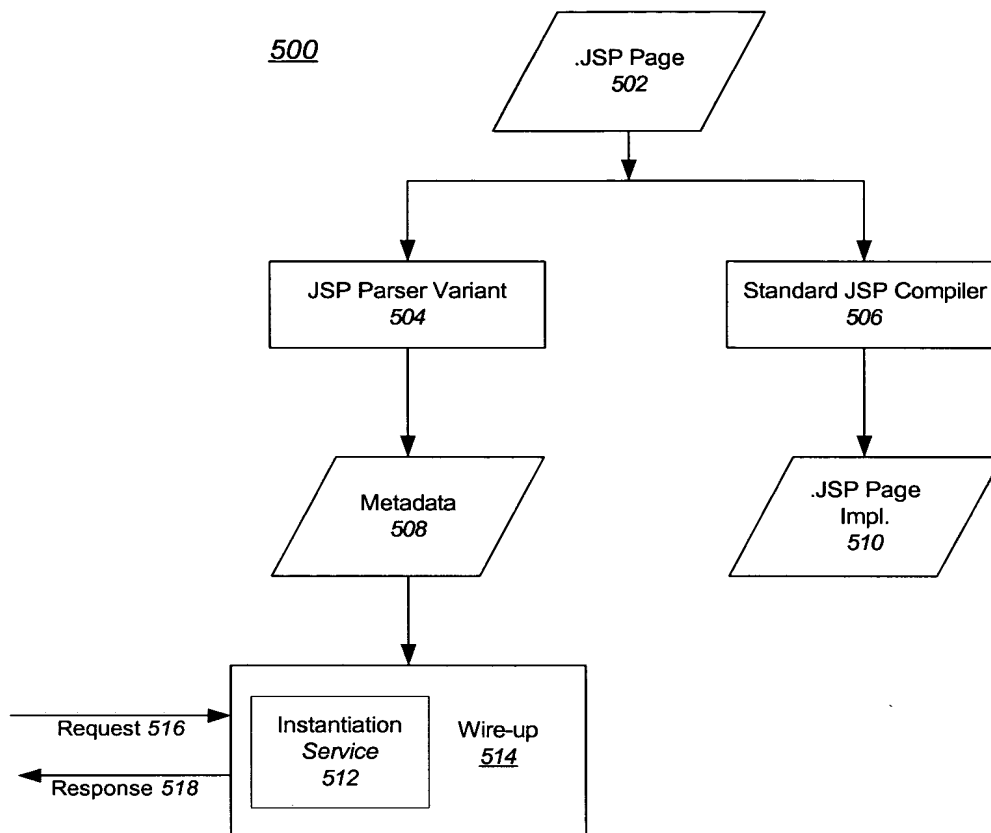 500
.JSP Page
502
JSP Parser Variant
504
Standard JSP Compiler
506
Metadata
508
.JSP Page
Impl.
510
Instantiation
Service
512
Wire-up
514
Request 516
Response 518